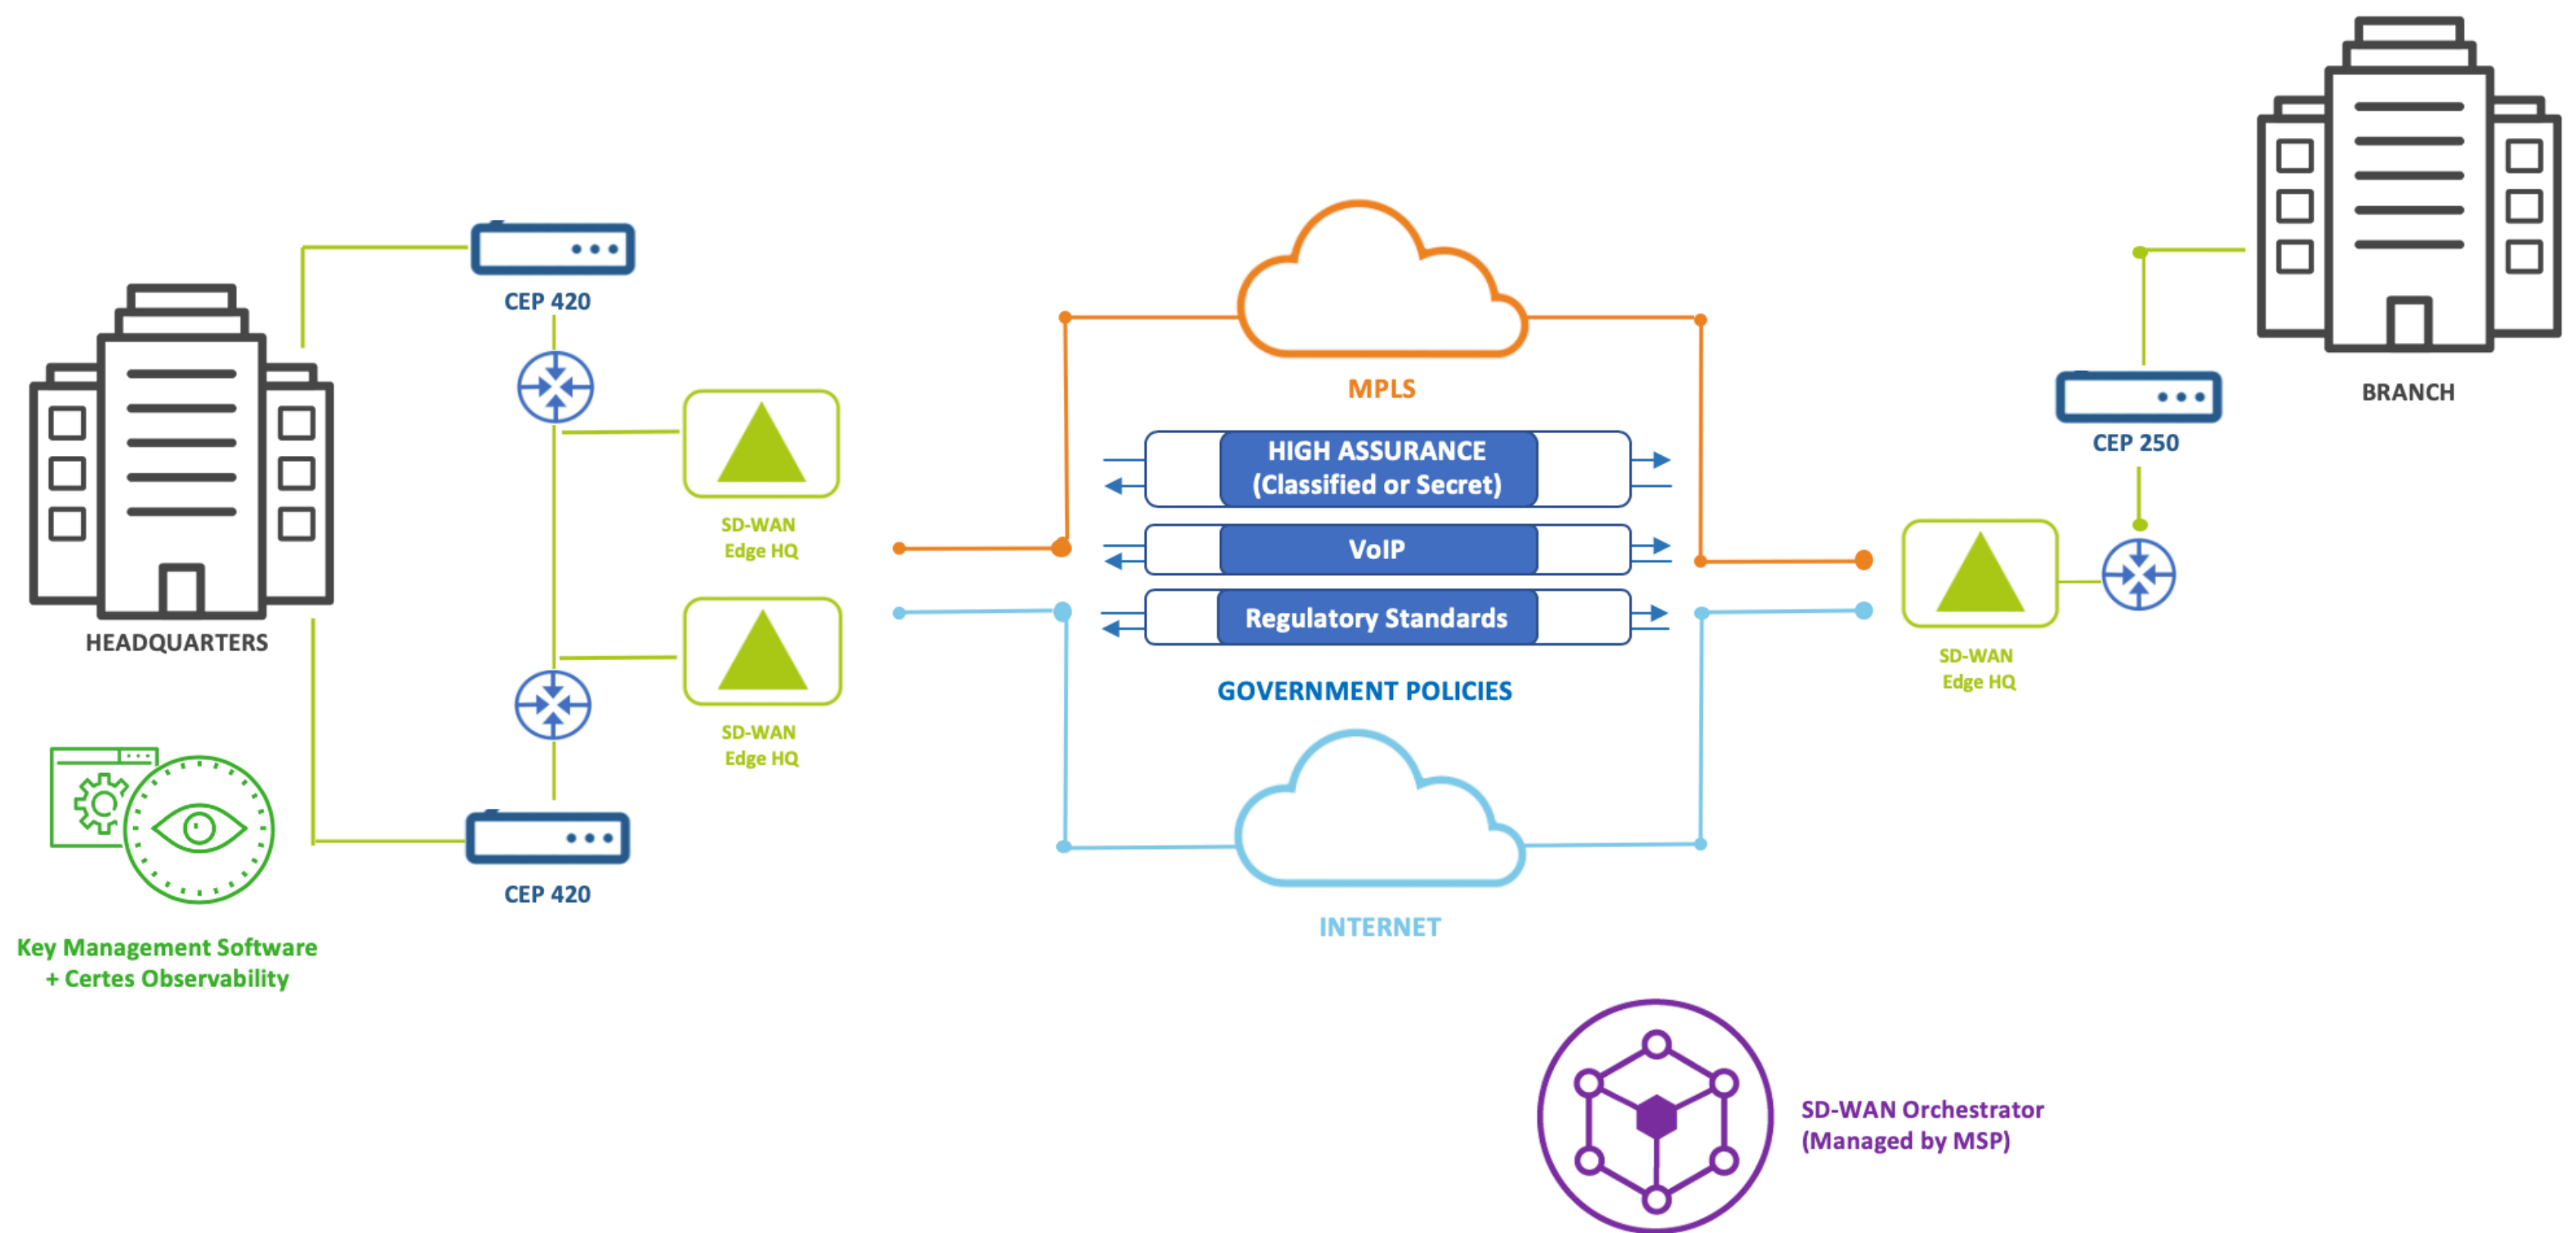 CEP 420
HEADQUARTERS
SD-WAN
Edge HQ
SD-WAN
Edge HQ
CEP 420
Key Management Software
+ Certes Observability
MPLS
HIGH ASSURANCE
(Classified or Secret)
VoIP
Regulatory Standards
GOVERNMENT POLICIES
INTERNET
BRANCH
CEP 250
SD-WAN
Edge HQ
SD-WAN Orchestrator
(Managed by MSP)